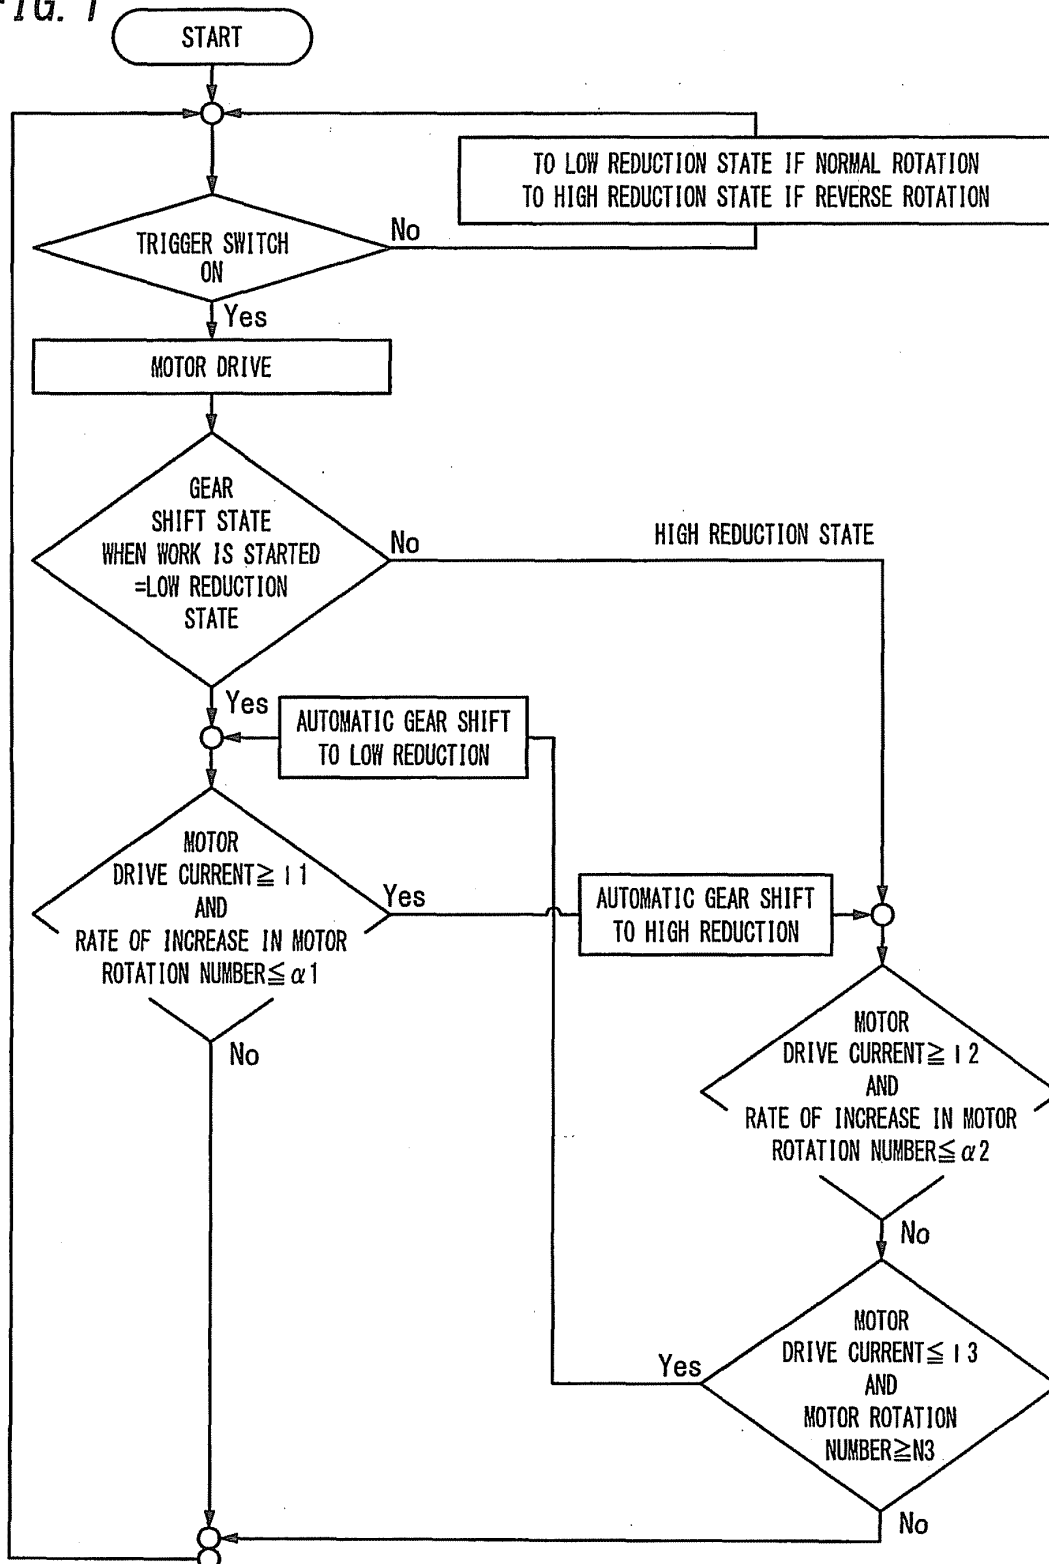 FIG. 1
START
TO LOW REDUCTION STATE IF NORMAL ROTATION
TO HIGH REDUCTION STATE IF REVERSE ROTATION
TRIGGER SWITCH
ON
No
Yes
MOTOR DRIVE
GEAR
SHIFT STATE
WHEN WORK IS STARTED
=LOW REDUCTION
STATE
No
HIGH REDUCTION STATE
Yes
AUTOMATIC GEAR SHIFT
TO LOW REDUCTION
MOTOR
DRIVE CURRENT≧ I1
AND
RATE OF INCREASE IN MOTOR
ROTATION NUMBER≦ α1
Yes
AUTOMATIC GEAR SHIFT
TO HIGH REDUCTION
No
MOTOR
DRIVE CURRENT≧ I2
AND
RATE OF INCREASE IN MOTOR
ROTATION NUMBER≦ α2
No
MOTOR
DRIVE CURRENT≦ I3
AND
MOTOR ROTATION
NUMBER≧N3
Yes
No